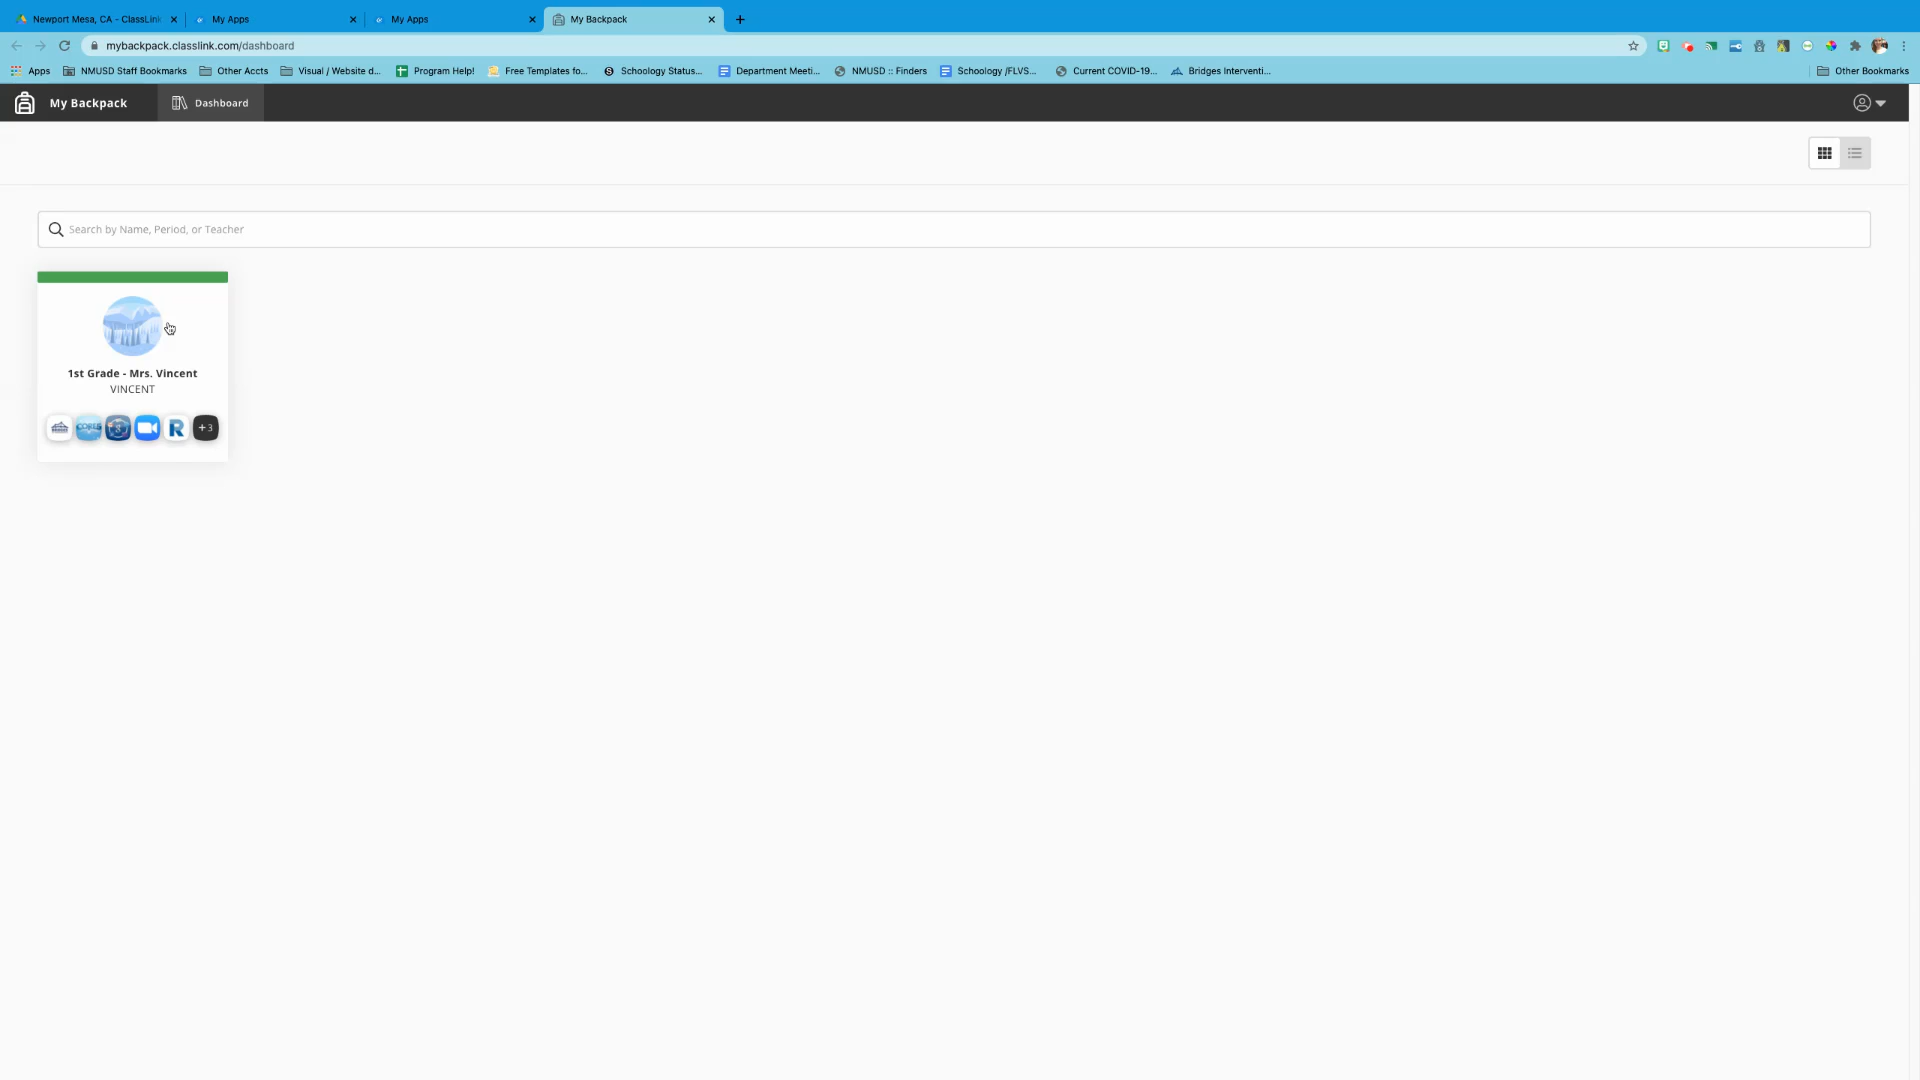 Newport Mesa, CA - ClassLink
My Apps
My Apps
My Backpack
mybackpack.classlink.com/dashboard
Apps
NMUSD Staff Bookmarks
Other Accts
Visual / Website d...
Program Help!
Free Templates fo...
Schoology Status...
Department Meeti...
NMUSD :: Finders
Schoology /FLVS...
Current COVID-19...
Bridges Interventi...
Other Bookmarks
My Backpack
Dashboard
Search by Name, Period, or Teacher
1st Grade - Mrs. Vincent
VINCENT
R
+3